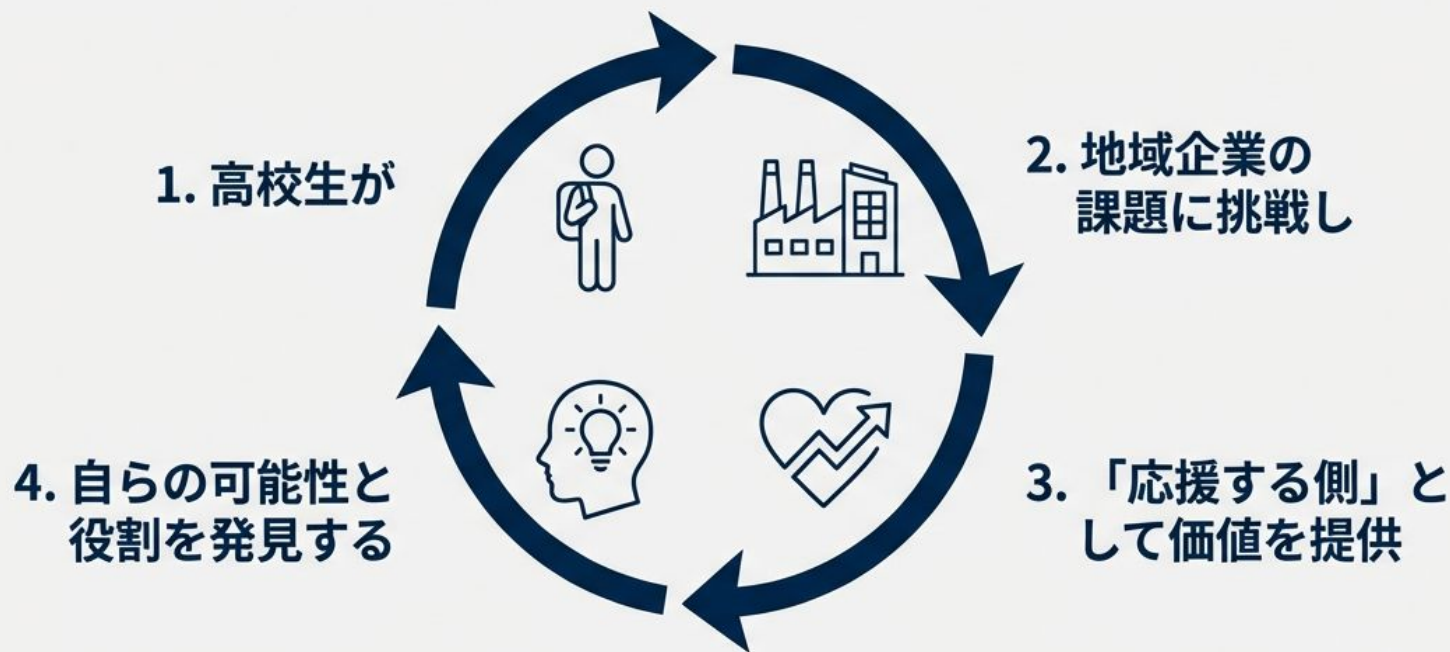 1. 高校生が
2. 地域企業の
課題に挑戦し
3. 「応援する側」と
して価値を提供
4. 自らの可能性と
役割を発見する